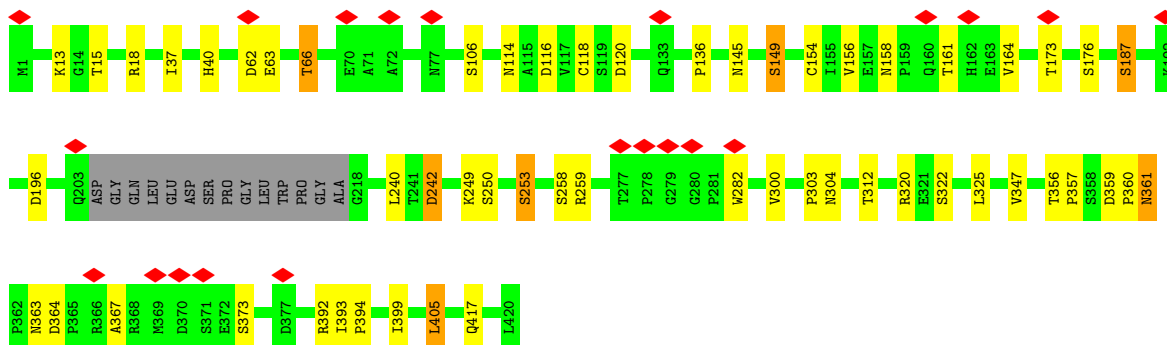 M1 K13 G14 T15 R18 I37 H40 D62 E63 T66 E70 A71 A72 N77 S106 N114 A115 D116 V117 C118 S119 D120 Q133 P136 N145 S149 C154 I155 V156 E157 N158 P159 Q160 T161 H162 E163 V164 T173 S176 S187
D196 Q203 ASP GLY GLN LEU GLU ASP SER PRO GLY LEU TRP PRO GLY ALA G218 L240 T241 D242 K249 S250 S253 S258 R259 T277 P278 G279 G280 P281 W282 V300 P303 N304 T312 R320 E321 S322 L325 V347 T356 P357 S358 D359 P360 N361
P362 N363 D364 P365 R366 A367 R368 M369 D370 S371 E372 S373 D377 R392 I393 P394 I399 L405 Q417 L420